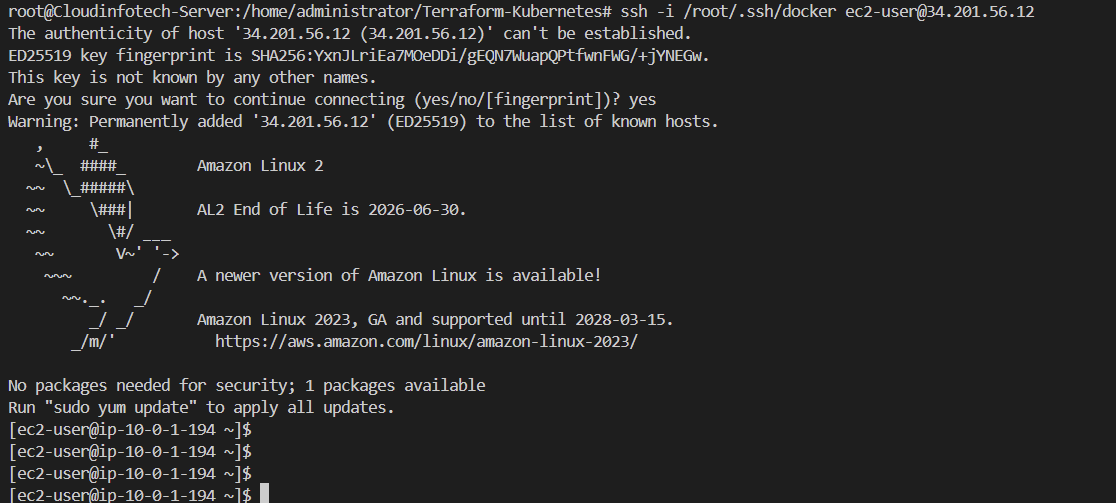 root@Cloudinfotech-Server:/home/administrator/Terraform-Kubernetes# ssh -i /root/.ssh/docker ec2-user@34.201.56.12
The authenticity of host '34.201.56.12 (34.201.56.12)' can't be established.
ED25519 key fingerprint is SHA256:YxnJLriEa7MOeDDi/gEQN7WuapQPtfwnFWG/+jYNEGw.
This key is not known by any other names.
Are you sure you want to continue connecting (yes/no/[fingerprint])? yes
Warning: Permanently added '34.201.56.12' (ED25519) to the list of known hosts.
   ,     #_
   ~\_  ####_        Amazon Linux 2
  ~~  \_#####\
  ~~     \###|       AL2 End of Life is 2026-06-30.
  ~~       \#/ ___
   ~~       V~' '->
    ~~~         /    A newer version of Amazon Linux is available!
      ~~._.   _/
         _/ _/       Amazon Linux 2023, GA and supported until 2028-03-15.
       _/m/'           https://aws.amazon.com/linux/amazon-linux-2023/
No packages needed for security; 1 packages available
Run "sudo yum update" to apply all updates.
[ec2-user@ip-10-0-1-194 ~]$
[ec2-user@ip-10-0-1-194 ~]$
[ec2-user@ip-10-0-1-194 ~]$
[ec2-user@ip-10-0-1-194 ~]$